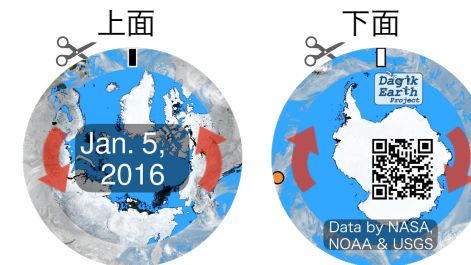 上面
下面
Jan. 5,
2016
Dagik
Earth
Project
Data by NASA,
NOAA & USGS